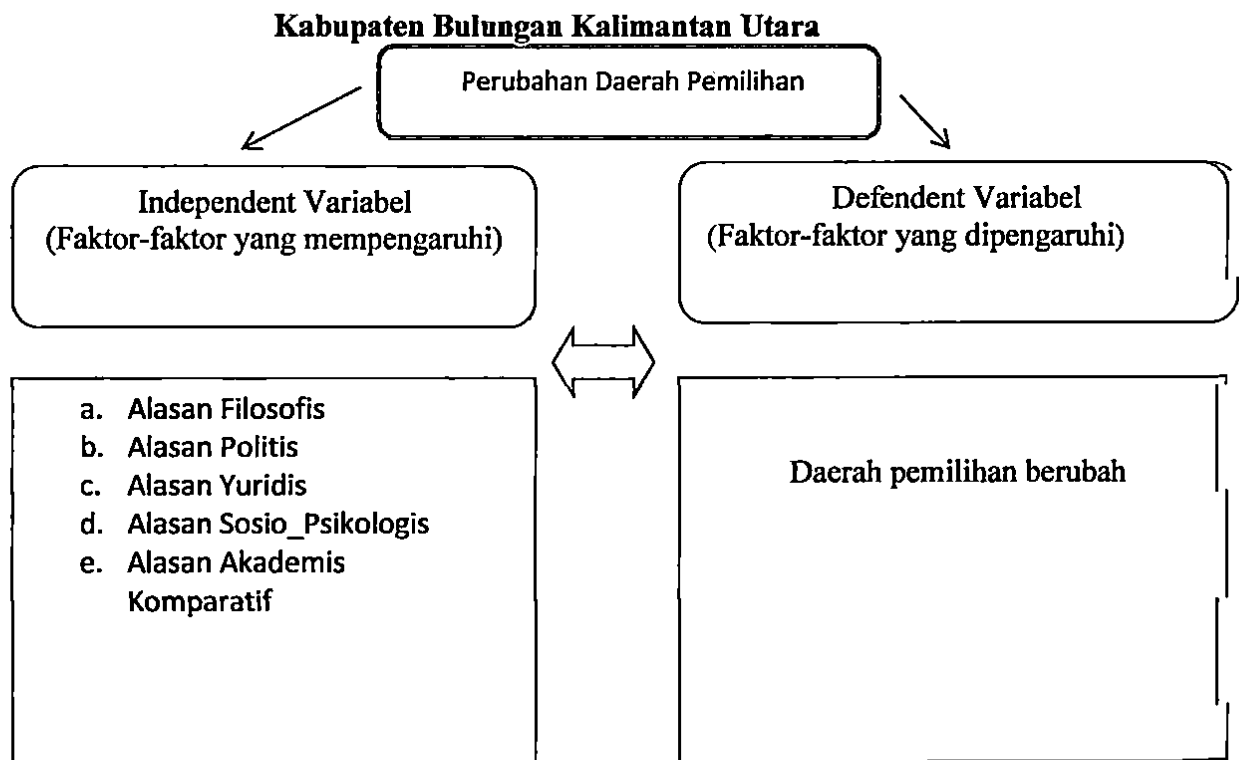 Kabupaten Bulungan Kalimantan Utara
Perubahan Daerah Pemilihan
Independent Variabel
(Faktor-faktor yang mempengaruhi)
Defendent Variabel
(Faktor-faktor yang dipengaruhi)
a. Alasan Filosofis
b. Alasan Politis
c. Alasan Yuridis
d. Alasan Sosio_Psikologis
e. Alasan Akademis
Komparatif
Daerah pemilihan berubah